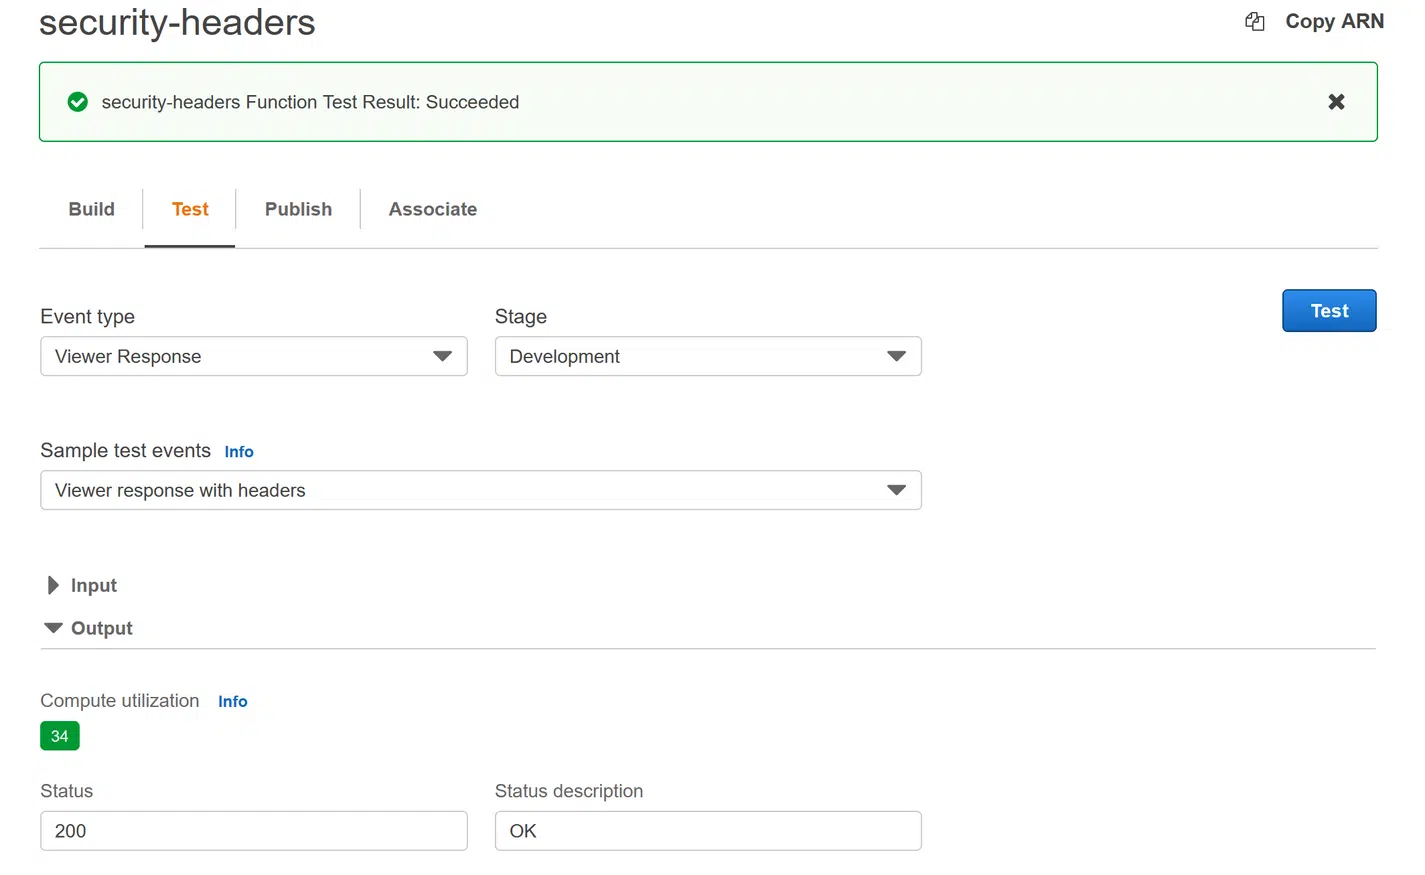 security-headers
Copy ARN
security-headers Function Test Result: Succeeded
Build Test Publish Associate
Event type Stage
Test
Viewer Response Development
Sample test events Info
Viewer response with headers
Input
Output
Compute utilization Info
34
Status Status description
200 OK